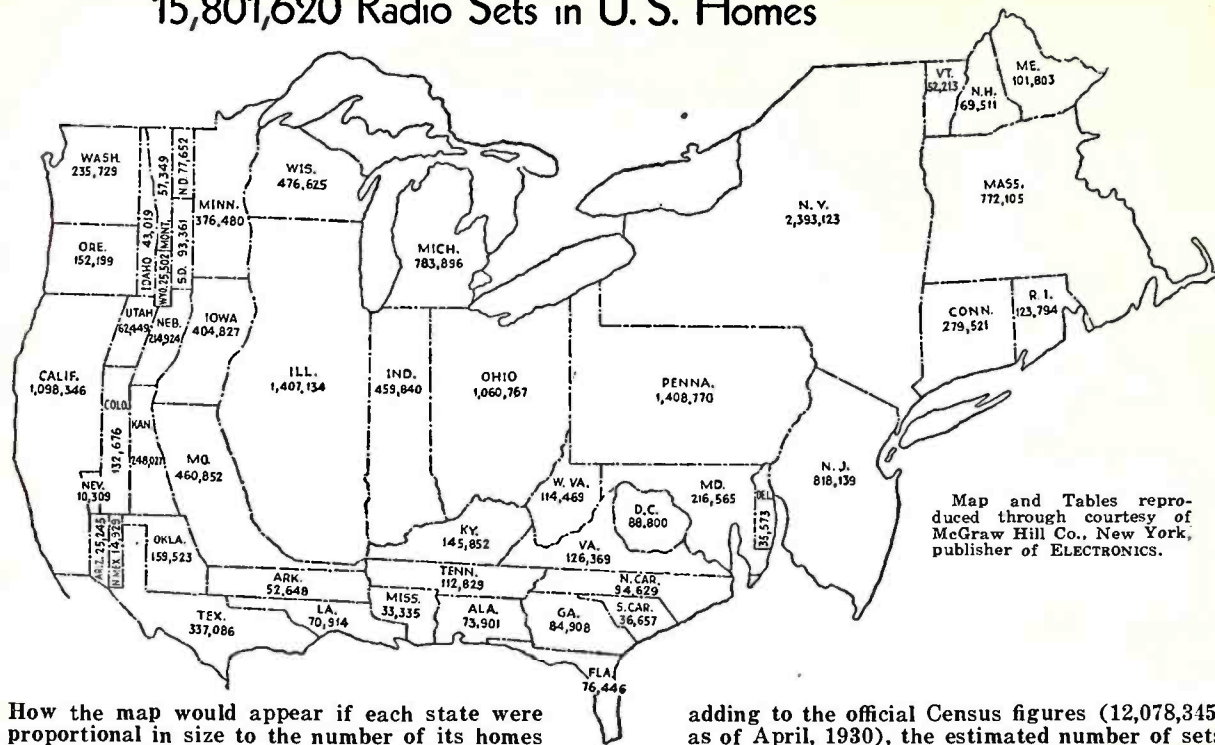 15,801,620 Radio Sets in U. S. Homes
VT.
52,213
N.H.
69,511
ME.
101,803
WASH.
235,729
IDAHO 43,019
MONT. 57,349
N.D. 77,652
MINN.
376,480
WIS.
476,625
MICH.
783,896
N. Y.
2,393,123
MASS.
772,105
ORE.
152,199
WYO. 25,502
S.D. 93,361
CONN.
279,521
R. I.
123,794
UTAH
62,449
NEB.
214,924
IOWA
404,827
CALIF.
1,098,346
COLO.
132,676
KAN.
248,027
MO.
460,852
ILL.
1,407,134
IND.
459,840
OHIO
1,060,767
PENNA.
1,408,770
N. J.
818,139
NEV.
10,309
W. VA.
114,469
MD.
216,565
DEL.
35,573
D.C.
88,800
KY.
145,852
VA.
126,369
ARIZ. 25,245
N. MEX. 14,929
OKLA.
159,523
ARK.
52,648
TENN.
112,829
N. CAR.
94,629
S. CAR.
36,657
TEX.
337,086
LA.
70,914
MISS.
33,335
ALA.
73,901
GA.
84,908
FLA.
76,446
Map and Tables repro-
duced through courtesy of
McGraw Hill Co., New York,
publisher of ELECTRONICS.
How the map would appear if each state were
proportional in size to the number of its homes
adding to the official Census figures (12,078,345
as of April, 1930), the estimated number of sets